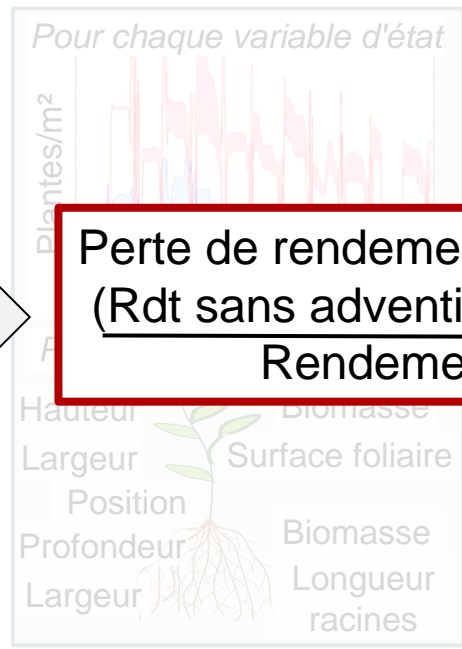 Pour chaque variable d'état
Plantes/m²
Perte de rendeme
(Rdt sans adventi
Rendeme
Hauteur
Biomasse
Largeur
Surface foliaire
Position
Profondeur
Biomasse
Largeur
Longueur
racines